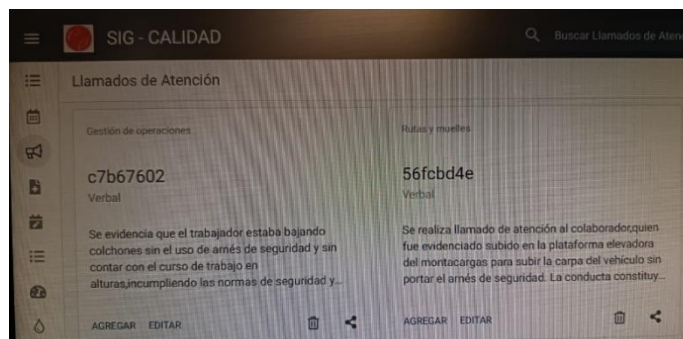 SIG - CALIDAD
Buscar Llamados de
Llamados de Atención
Gestión de operaciones
c7b67602
Verbal
Se evidencia que el trabajador estaba bajando
colchones sin el uso de arnés de seguridad y sin
contar con el curso de trabajo en
alturas,incumpliendo las normas de seguridad y...
AGREGAR EDITAR
Rutas y muelles
56fcbd4e
Verbal
Se realiza llamado de atención al colaborador,quien
fue evidenciado subido en la plataforma elevadora
del montacargas para subir la carpa del vehículo sin
portar el arnés de seguridad. La conducta constituy...
AGREGAR EDITAR